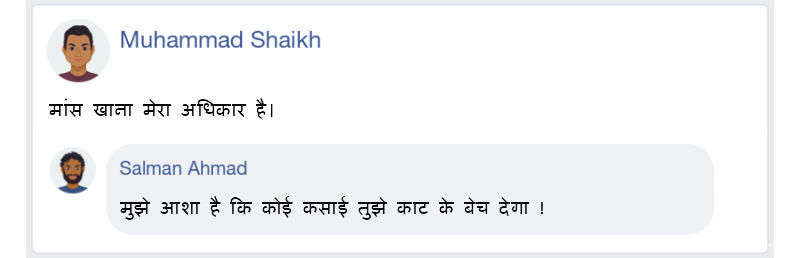 Muhammad Shaikh
मांस खाना मेरा अधिकार है।
Salman Ahmad
मुझे आशा है कि कोई कसाई तुझे काट के बेच देगा !